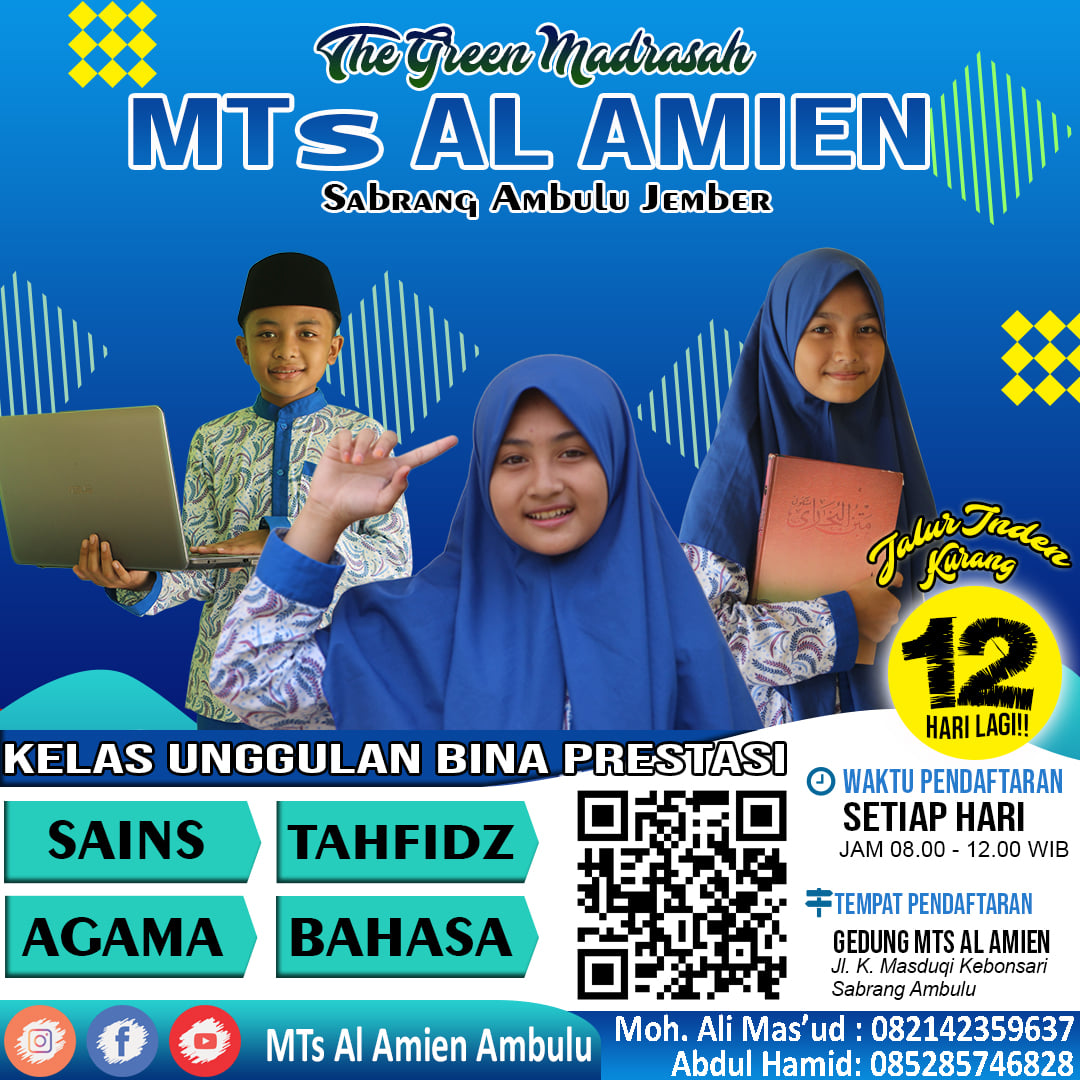 The Green Madrasah
MTs AL AMIEN
Sabrang Ambulu Jember
متن البخاري
Jalur Inden
Kurang
12
HARI LAGI!!
KELAS UNGGULAN BINA PRESTASI
SAINS
TAHFIDZ
AGAMA
BAHASA
WAKTU PENDAFTARAN
SETIAP HARI
JAM 08.00 - 12.00 WIB
TEMPAT PENDAFTARAN
GEDUNG MTS AL AMIEN
Jl. K. Masduqi Kebonsari
Sabrang Ambulu
MTs Al Amien Ambulu
Moh. Ali Mas’ud : 082142359637
Abdul Hamid: 085285746828